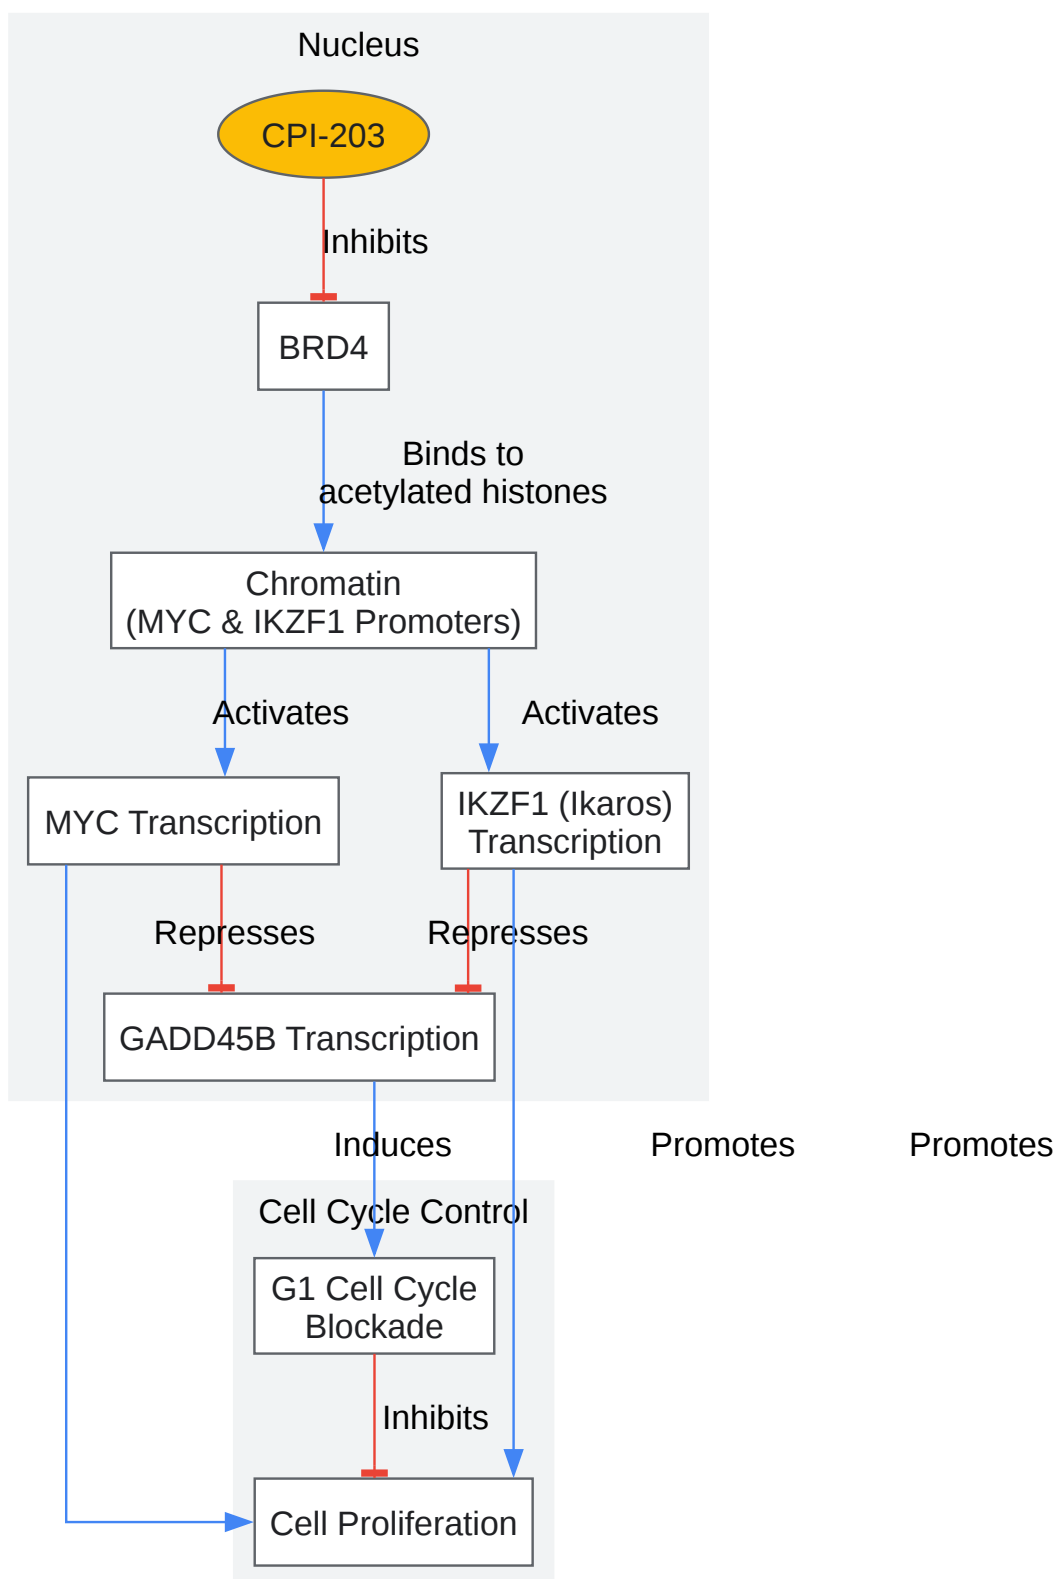 Nucleus
CPI-203
Inhibits
BRD4
Binds to
acetylated histones
Chromatin
(MYC & IKZF1 Promoters)
Activates
Activates
MYC Transcription
IKZF1 (Ikaros)
Transcription
Represses
Represses
GADD45B Transcription
Induces
Promotes
Promotes
Cell Cycle Control
G1 Cell Cycle
Blockade
Inhibits
Cell Proliferation